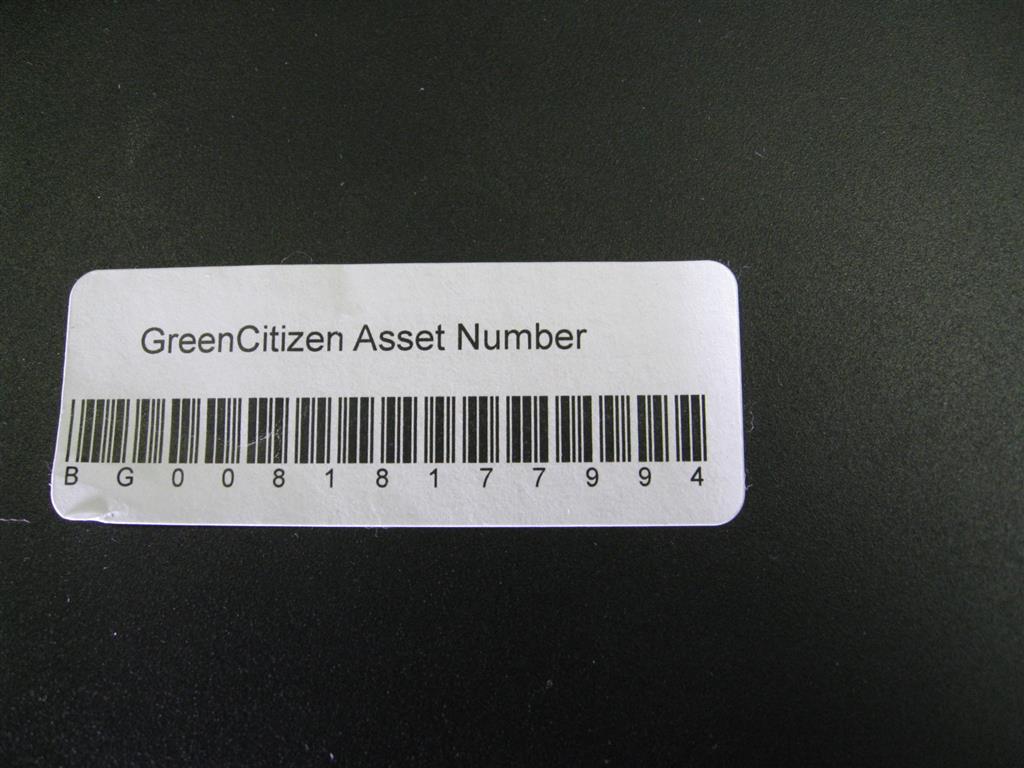 GreenCitizen Asset Number
B G 0 0 8 1 8 1 7 7 9 9 4